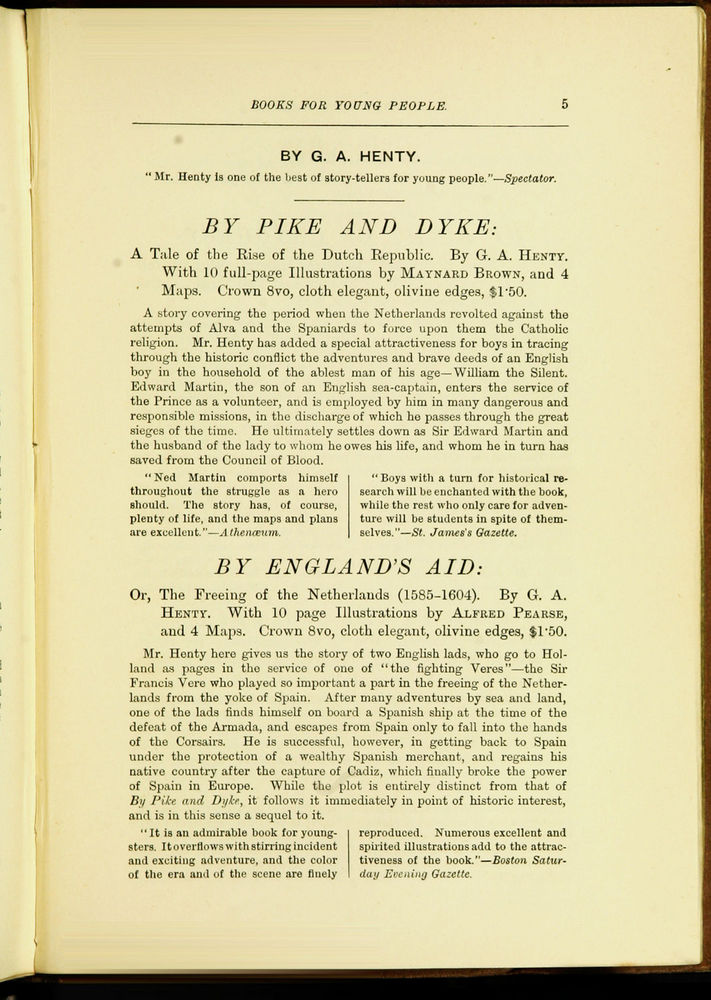 BOOKS FOR YOUNG PEOPLE. 5
BY G. A. HENTY.
"Mr. Henty is one of the best of story-tellers for young people."—Spectator.
BY PIKE AND DYKE:
A Tale of the Rise of the Dutch Republic. By G. A. HENTY.
With 10 full-page Illustrations by MAYNARD BROWN, and 4
Maps. Crown 8vo, cloth elegant, olivine edges, $1·50.
A story covering the period when the Netherlands revolted against the
attempts of Alva and the Spaniards to force upon them the Catholic
religion. Mr. Henty has added a special attractiveness for boys in tracing
through the historic conflict the adventures and brave deeds of an English
boy in the household of the ablest man of his age—William the Silent.
Edward Martin, the son of an English sea-captain, enters the service of
the Prince as a volunteer, and is employed by him in many dangerous and
responsible missions, in the discharge of which he passes through the great
sieges of the time. He ultimately settles down as Sir Edward Martin and
the husband of the lady to whom he owes his life, and whom he in turn has
saved from the Council of Blood.
"Ned Martin comports himself
throughout the struggle as a hero
should. The story has, of course,
plenty of life, and the maps and plans
are excellent."—Athenæum.
"Boys with a turn for historical re-
search will be enchanted with the book,
while the rest who only care for adven-
ture will be students in spite of them-
selves."—St. James's Gazette.
BY ENGLAND'S AID:
Or, The Freeing of the Netherlands (1585-1604). By G. A.
HENTY. With 10 page Illustrations by ALFRED PEARSE,
and 4 Maps. Crown 8vo, cloth elegant, olivine edges, $1·50.
Mr. Henty here gives us the story of two English lads, who go to Hol-
land as pages in the service of one of "the fighting Veres"—the Sir
Francis Vere who played so important a part in the freeing of the Nether-
lands from the yoke of Spain. After many adventures by sea and land,
one of the lads finds himself on board a Spanish ship at the time of the
defeat of the Armada, and escapes from Spain only to fall into the hands
of the Corsairs. He is successful, however, in getting back to Spain
under the protection of a wealthy Spanish merchant, and regains his
native country after the capture of Cadiz, which finally broke the power
of Spain in Europe. While the plot is entirely distinct from that of
By Pike and Dyke, it follows it immediately in point of historic interest,
and is in this sense a sequel to it.
"It is an admirable book for young-
sters. It overflows with stirring incident
and exciting adventure, and the color
of the era and of the scene are finely
reproduced. Numerous excellent and
spirited illustrations add to the attrac-
tiveness of the book."—Boston Satur-
day Evening Gazette.